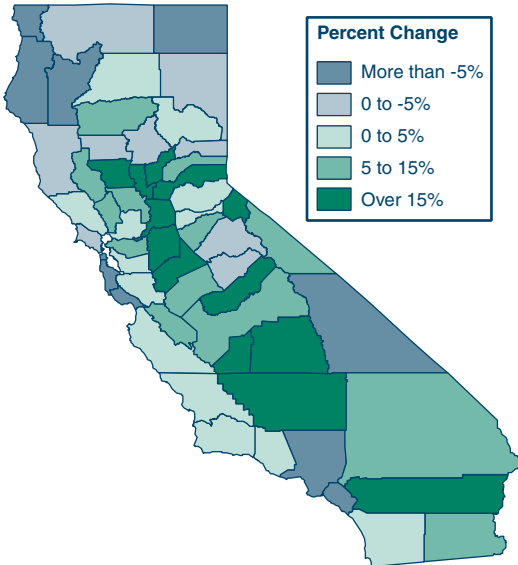 Percent Change
More than -5%
0 to -5%
0 to 5%
5 to 15%
Over 15%